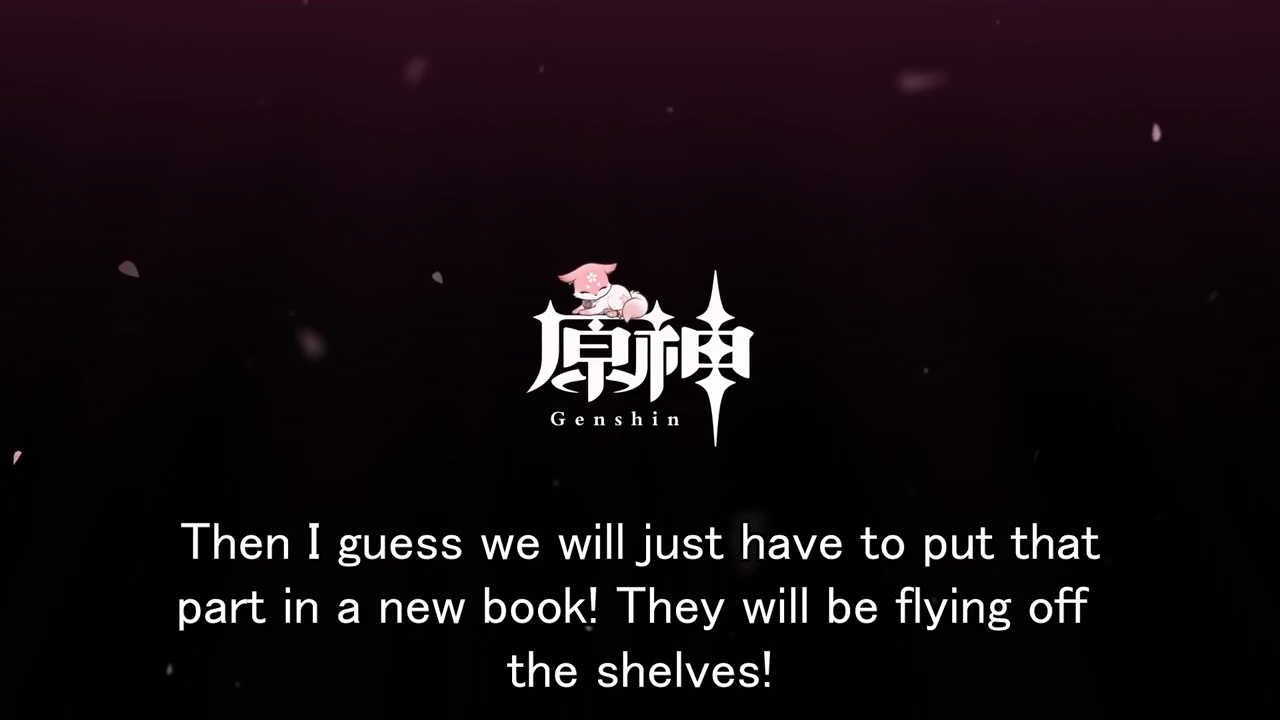 原神
Genshin
Then I guess we will just have to put that
part in a new book! They will be flying off
the shelves!